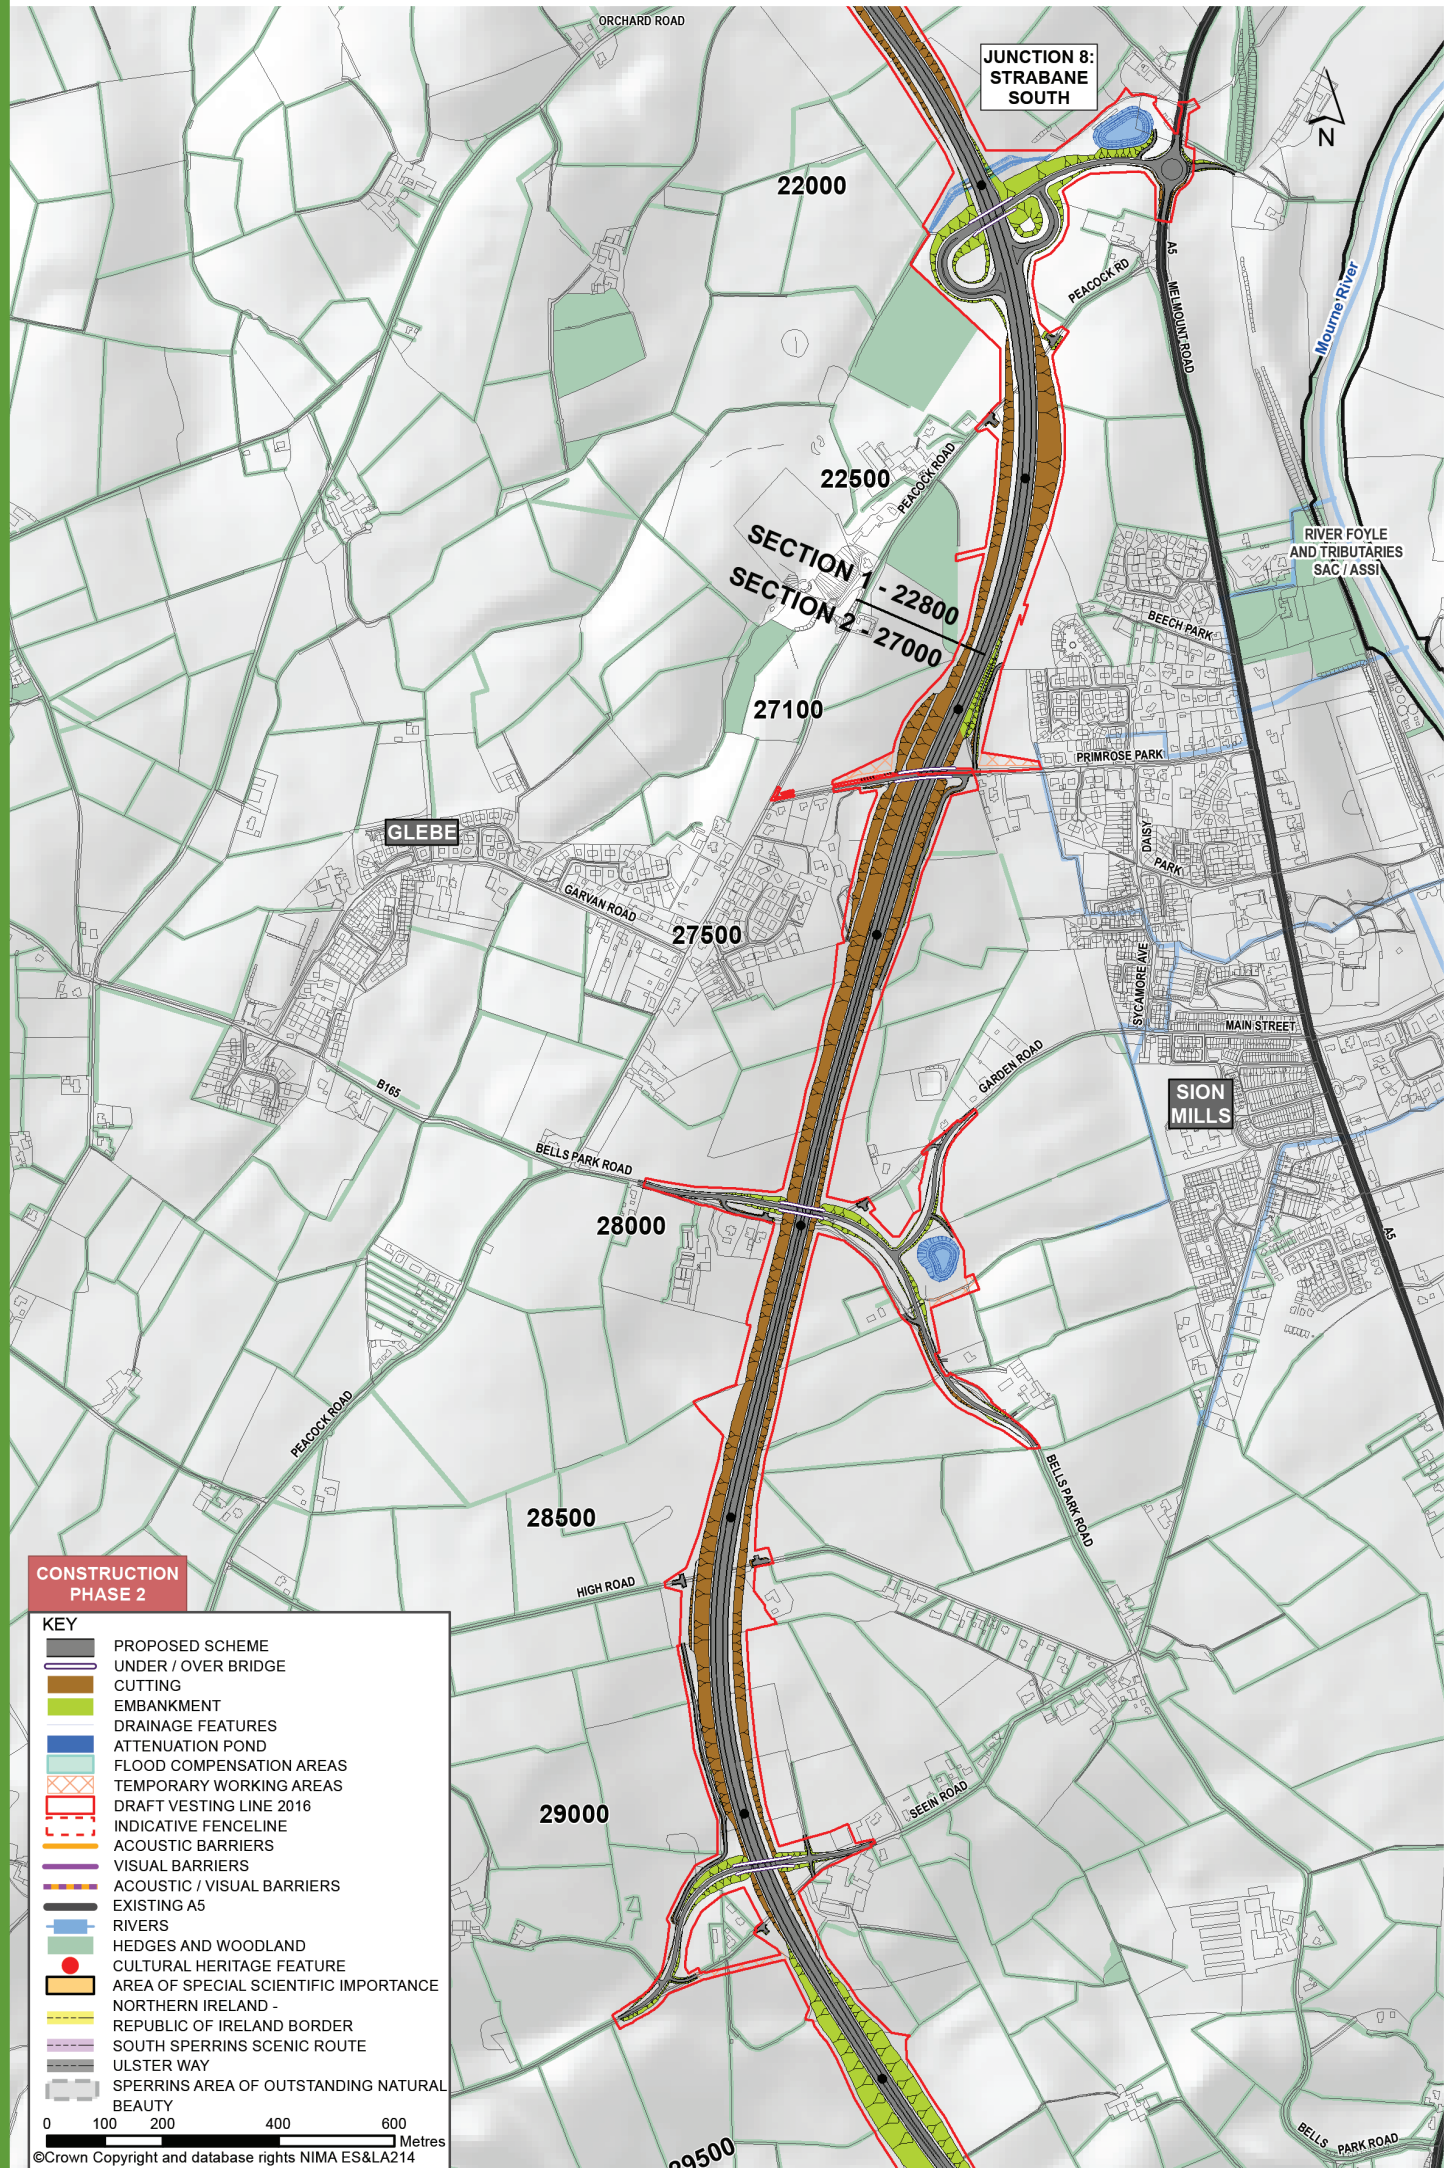 ORCHARD ROAD
JUNCTION 8:
STRABANE
SOUTH
N
22000
PEACOCK RD
A5
MELMOUNT ROAD
Mourne River
22500
PEACOCK ROAD
SECTION 1 - 22800
SECTION 2 - 27000
RIVER FOYLE
AND TRIBUTARIES
SAC / ASSI
BEECH PARK
27100
PRIMROSE PARK
GLEBE
DAISY
PARK
GARVAN ROAD
27500
SYCAMORE AVE
MAIN STREET
GARDEN ROAD
B165
SION
MILLS
BELLS PARK ROAD
28000
A5
PEACOCK ROAD
BELLS PARK ROAD
28500
HIGH ROAD
29000
SEEIN ROAD
BELLS PARK ROAD
29500
CONSTRUCTION
PHASE 2
KEY
PROPOSED SCHEME
UNDER / OVER BRIDGE
CUTTING
EMBANKMENT
DRAINAGE FEATURES
ATTENUATION POND
FLOOD COMPENSATION AREAS
TEMPORARY WORKING AREAS
DRAFT VESTING LINE 2016
INDICATIVE FENCELINE
ACOUSTIC BARRIERS
VISUAL BARRIERS
ACOUSTIC / VISUAL BARRIERS
EXISTING A5
RIVERS
HEDGES AND WOODLAND
CULTURAL HERITAGE FEATURE
AREA OF SPECIAL SCIENTIFIC IMPORTANCE
NORTHERN IRELAND -
REPUBLIC OF IRELAND BORDER
SOUTH SPERRINS SCENIC ROUTE
ULSTER WAY
SPERRINS AREA OF OUTSTANDING NATURAL
BEAUTY
0 100 200 400 600
Metres
©Crown Copyright and database rights NIMA ES&LA214